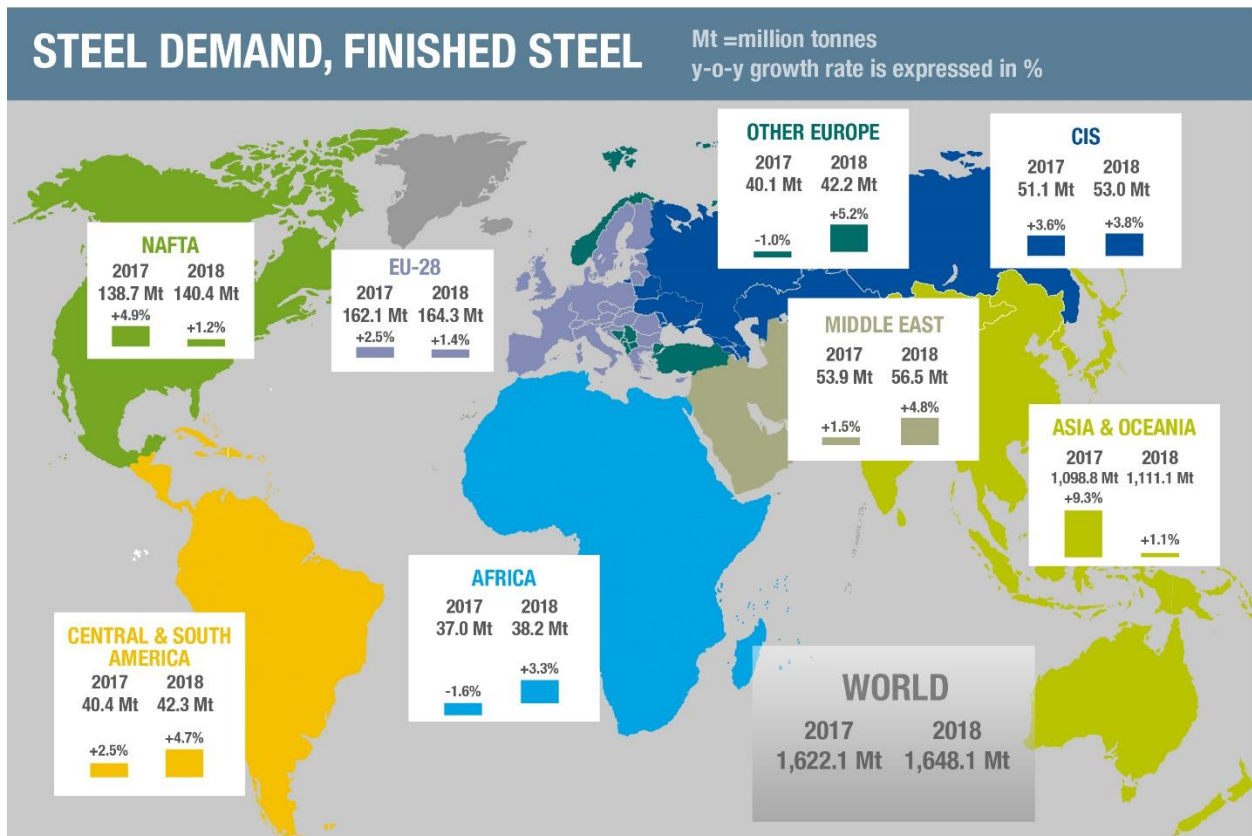 STEEL DEMAND, FINISHED STEEL
Mt =million tonnes
y-o-y growth rate is expressed in %
OTHER EUROPE
2017 2018
40.1 Mt 42.2 Mt
-1.0% +5.2%
CIS
2017 2018
51.1 Mt 53.0 Mt
+3.6% +3.8%
NAFTA
2017 2018
138.7 Mt 140.4 Mt
+4.9% +1.2%
EU-28
2017 2018
162.1 Mt 164.3 Mt
+2.5% +1.4%
MIDDLE EAST
2017 2018
53.9 Mt 56.5 Mt
+1.5% +4.8%
ASIA & OCEANIA
2017 2018
1,098.8 Mt 1,111.1 Mt
+9.3% +1.1%
AFRICA
2017 2018
37.0 Mt 38.2 Mt
-1.6% +3.3%
CENTRAL & SOUTH
AMERICA
2017 2018
40.4 Mt 42.3 Mt
+2.5% +4.7%
WORLD
2017 2018
1,622.1 Mt 1,648.1 Mt